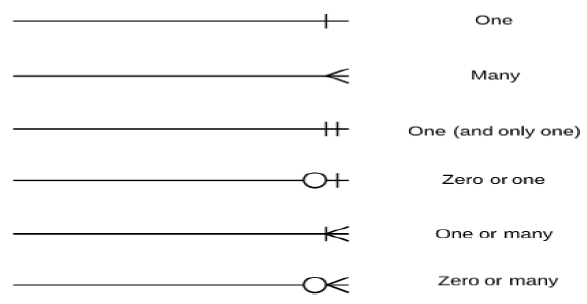 One
Many
One (and only one)
Zero or one
One or many
Zero or many